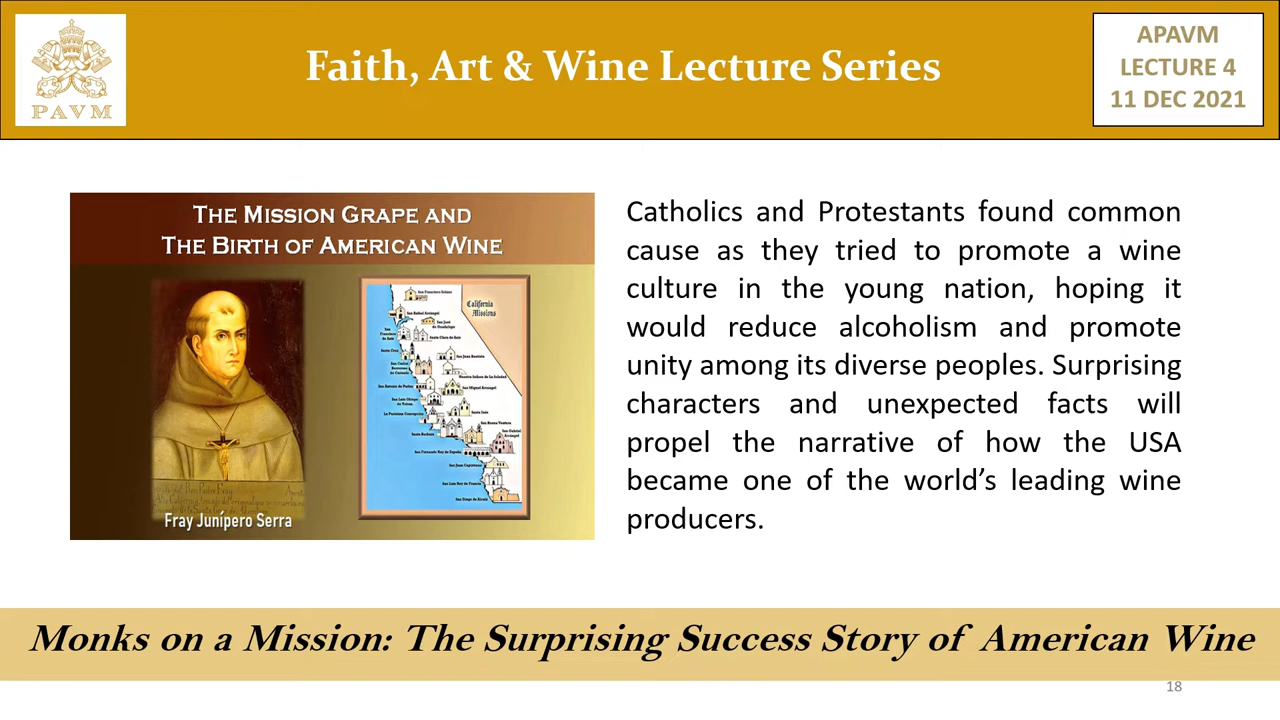 PAVM
Faith, Art & Wine Lecture Series
APAVM
LECTURE 4
11 DEC 2021
THE MISSION GRAPE AND
THE BIRTH OF AMERICAN WINE
California
Missions
Fray Junípero Serra
Catholics and Protestants found common
cause as they tried to promote a wine
culture in the young nation, hoping it
would reduce alcoholism and promote
unity among its diverse peoples. Surprising
characters and unexpected facts will
propel the narrative of how the USA
became one of the world’s leading wine
producers.
Monks on a Mission: The Surprising Success Story of American Wine
18